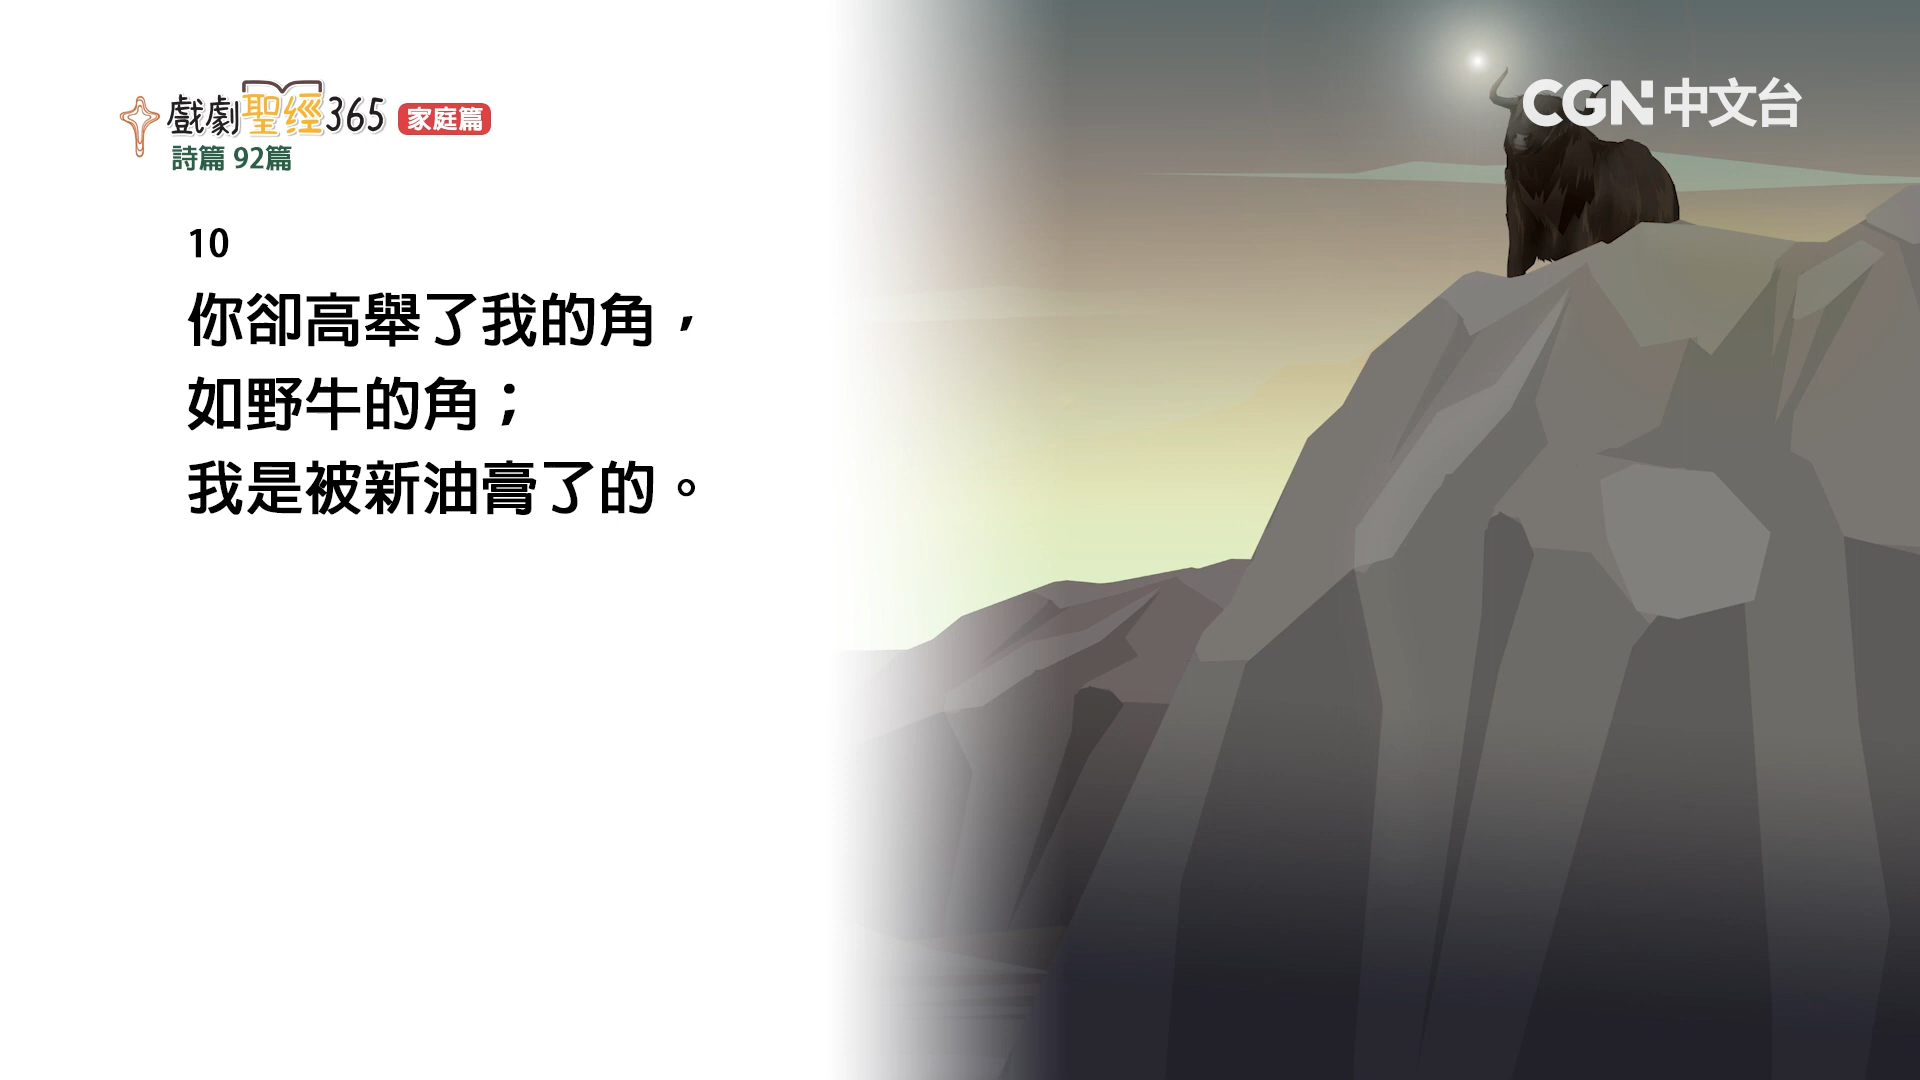 戲劇聖經365 家庭篇
詩篇 92篇
CGN 中文台
10
你卻高舉了我的角，
如野牛的角；
我是被新油膏了的。